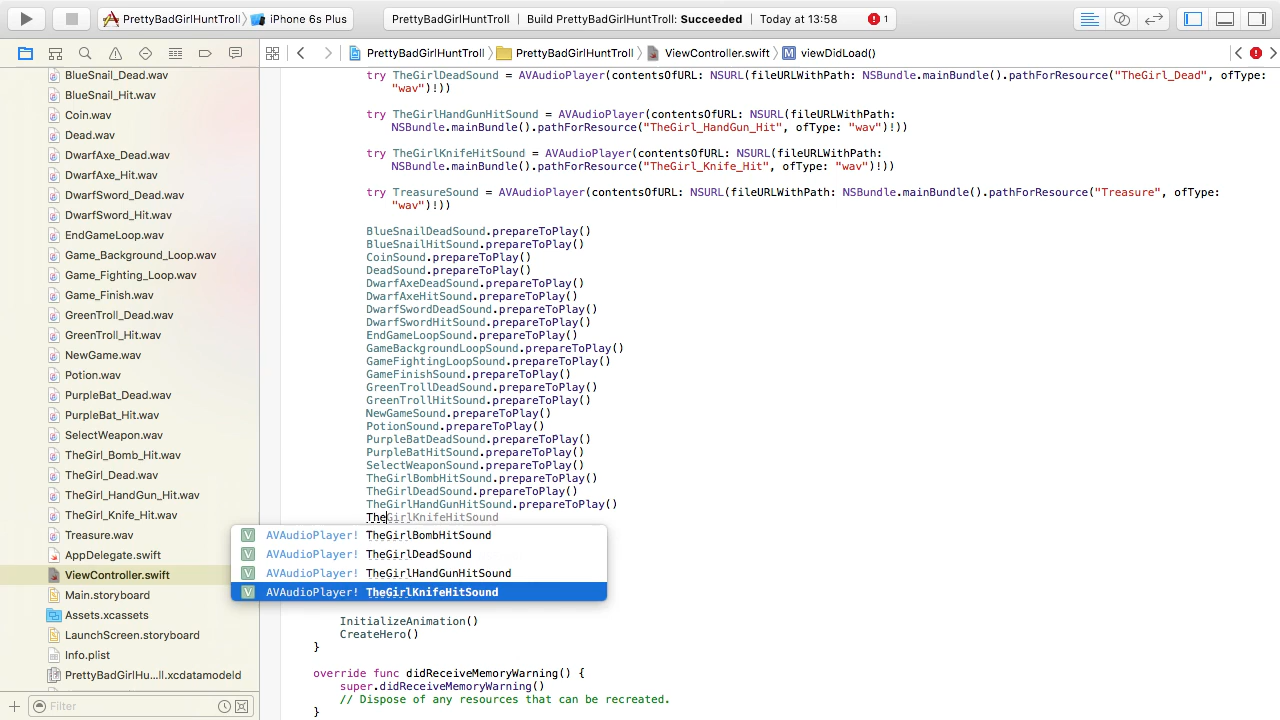 PrettyBadGirlHuntTroll 〉 iPhone 6s Plus
PrettyBadGirlHuntTroll | Build PrettyBadGirlHuntTroll: Succeeded | Today at 13:58 1
PrettyBadGirlHuntTroll 〉 PrettyBadGirlHuntTroll 〉 ViewController.swift 〉 M viewDidLoad()
BlueSnail_Dead.wav
BlueSnail_Hit.wav
Coin.wav
Dead.wav
DwarfAxe_Dead.wav
DwarfAxe_Hit.wav
DwarfSword_Dead.wav
DwarfSword_Hit.wav
EndGameLoop.wav
Game_Background_Loop.wav
Game_Fighting_Loop.wav
Game_Finish.wav
GreenTroll_Dead.wav
GreenTroll_Hit.wav
NewGame.wav
Potion.wav
PurpleBat_Dead.wav
PurpleBat_Hit.wav
SelectWeapon.wav
TheGirl_Bomb_Hit.wav
TheGirl_Dead.wav
TheGirl_HandGun_Hit.wav
TheGirl_Knife_Hit.wav
Treasure.wav
AppDelegate.swift
ViewController.swift
Main.storyboard
Assets.xcassets
LaunchScreen.storyboard
Info.plist
PrettyBadGirlHu...ll.xcdatamodeld
Filter
try TheGirlDeadSound = AVAudioPlayer(contentsOfURL: NSURL(fileURLWithPath: NSBundle.mainBundle().pathForResource("TheGirl_Dead", ofType:
"wav")!))
try TheGirlHandGunHitSound = AVAudioPlayer(contentsOfURL: NSURL(fileURLWithPath:
NSBundle.mainBundle().pathForResource("TheGirl_HandGun_Hit", ofType: "wav")!))
try TheGirlKnifeHitSound = AVAudioPlayer(contentsOfURL: NSURL(fileURLWithPath:
NSBundle.mainBundle().pathForResource("TheGirl_Knife_Hit", ofType: "wav")!))
try TreasureSound = AVAudioPlayer(contentsOfURL: NSURL(fileURLWithPath: NSBundle.mainBundle().pathForResource("Treasure", ofType:
"wav")!))
BlueSnailDeadSound.prepareToPlay()
BlueSnailHitSound.prepareToPlay()
CoinSound.prepareToPlay()
DeadSound.prepareToPlay()
DwarfAxeDeadSound.prepareToPlay()
DwarfAxeHitSound.prepareToPlay()
DwarfSwordDeadSound.prepareToPlay()
DwarfSwordHitSound.prepareToPlay()
EndGameLoopSound.prepareToPlay()
GameBackgroundLoopSound.prepareToPlay()
GameFightingLoopSound.prepareToPlay()
GameFinishSound.prepareToPlay()
GreenTrollDeadSound.prepareToPlay()
GreenTrollHitSound.prepareToPlay()
NewGameSound.prepareToPlay()
PotionSound.prepareToPlay()
PurpleBatDeadSound.prepareToPlay()
PurpleBatHitSound.prepareToPlay()
SelectWeaponSound.prepareToPlay()
TheGirlBombHitSound.prepareToPlay()
TheGirlDeadSound.prepareToPlay()
TheGirlHandGunHitSound.prepareToPlay()
TheGirlKnifeHitSound
V AVAudioPlayer! TheGirlBombHitSound
V AVAudioPlayer! TheGirlDeadSound
V AVAudioPlayer! TheGirlHandGunHitSound
V AVAudioPlayer! TheGirlKnifeHitSound
InitializeAnimation()
CreateHero()
}
override func didReceiveMemoryWarning() {
super.didReceiveMemoryWarning()
// Dispose of any resources that can be recreated.
}